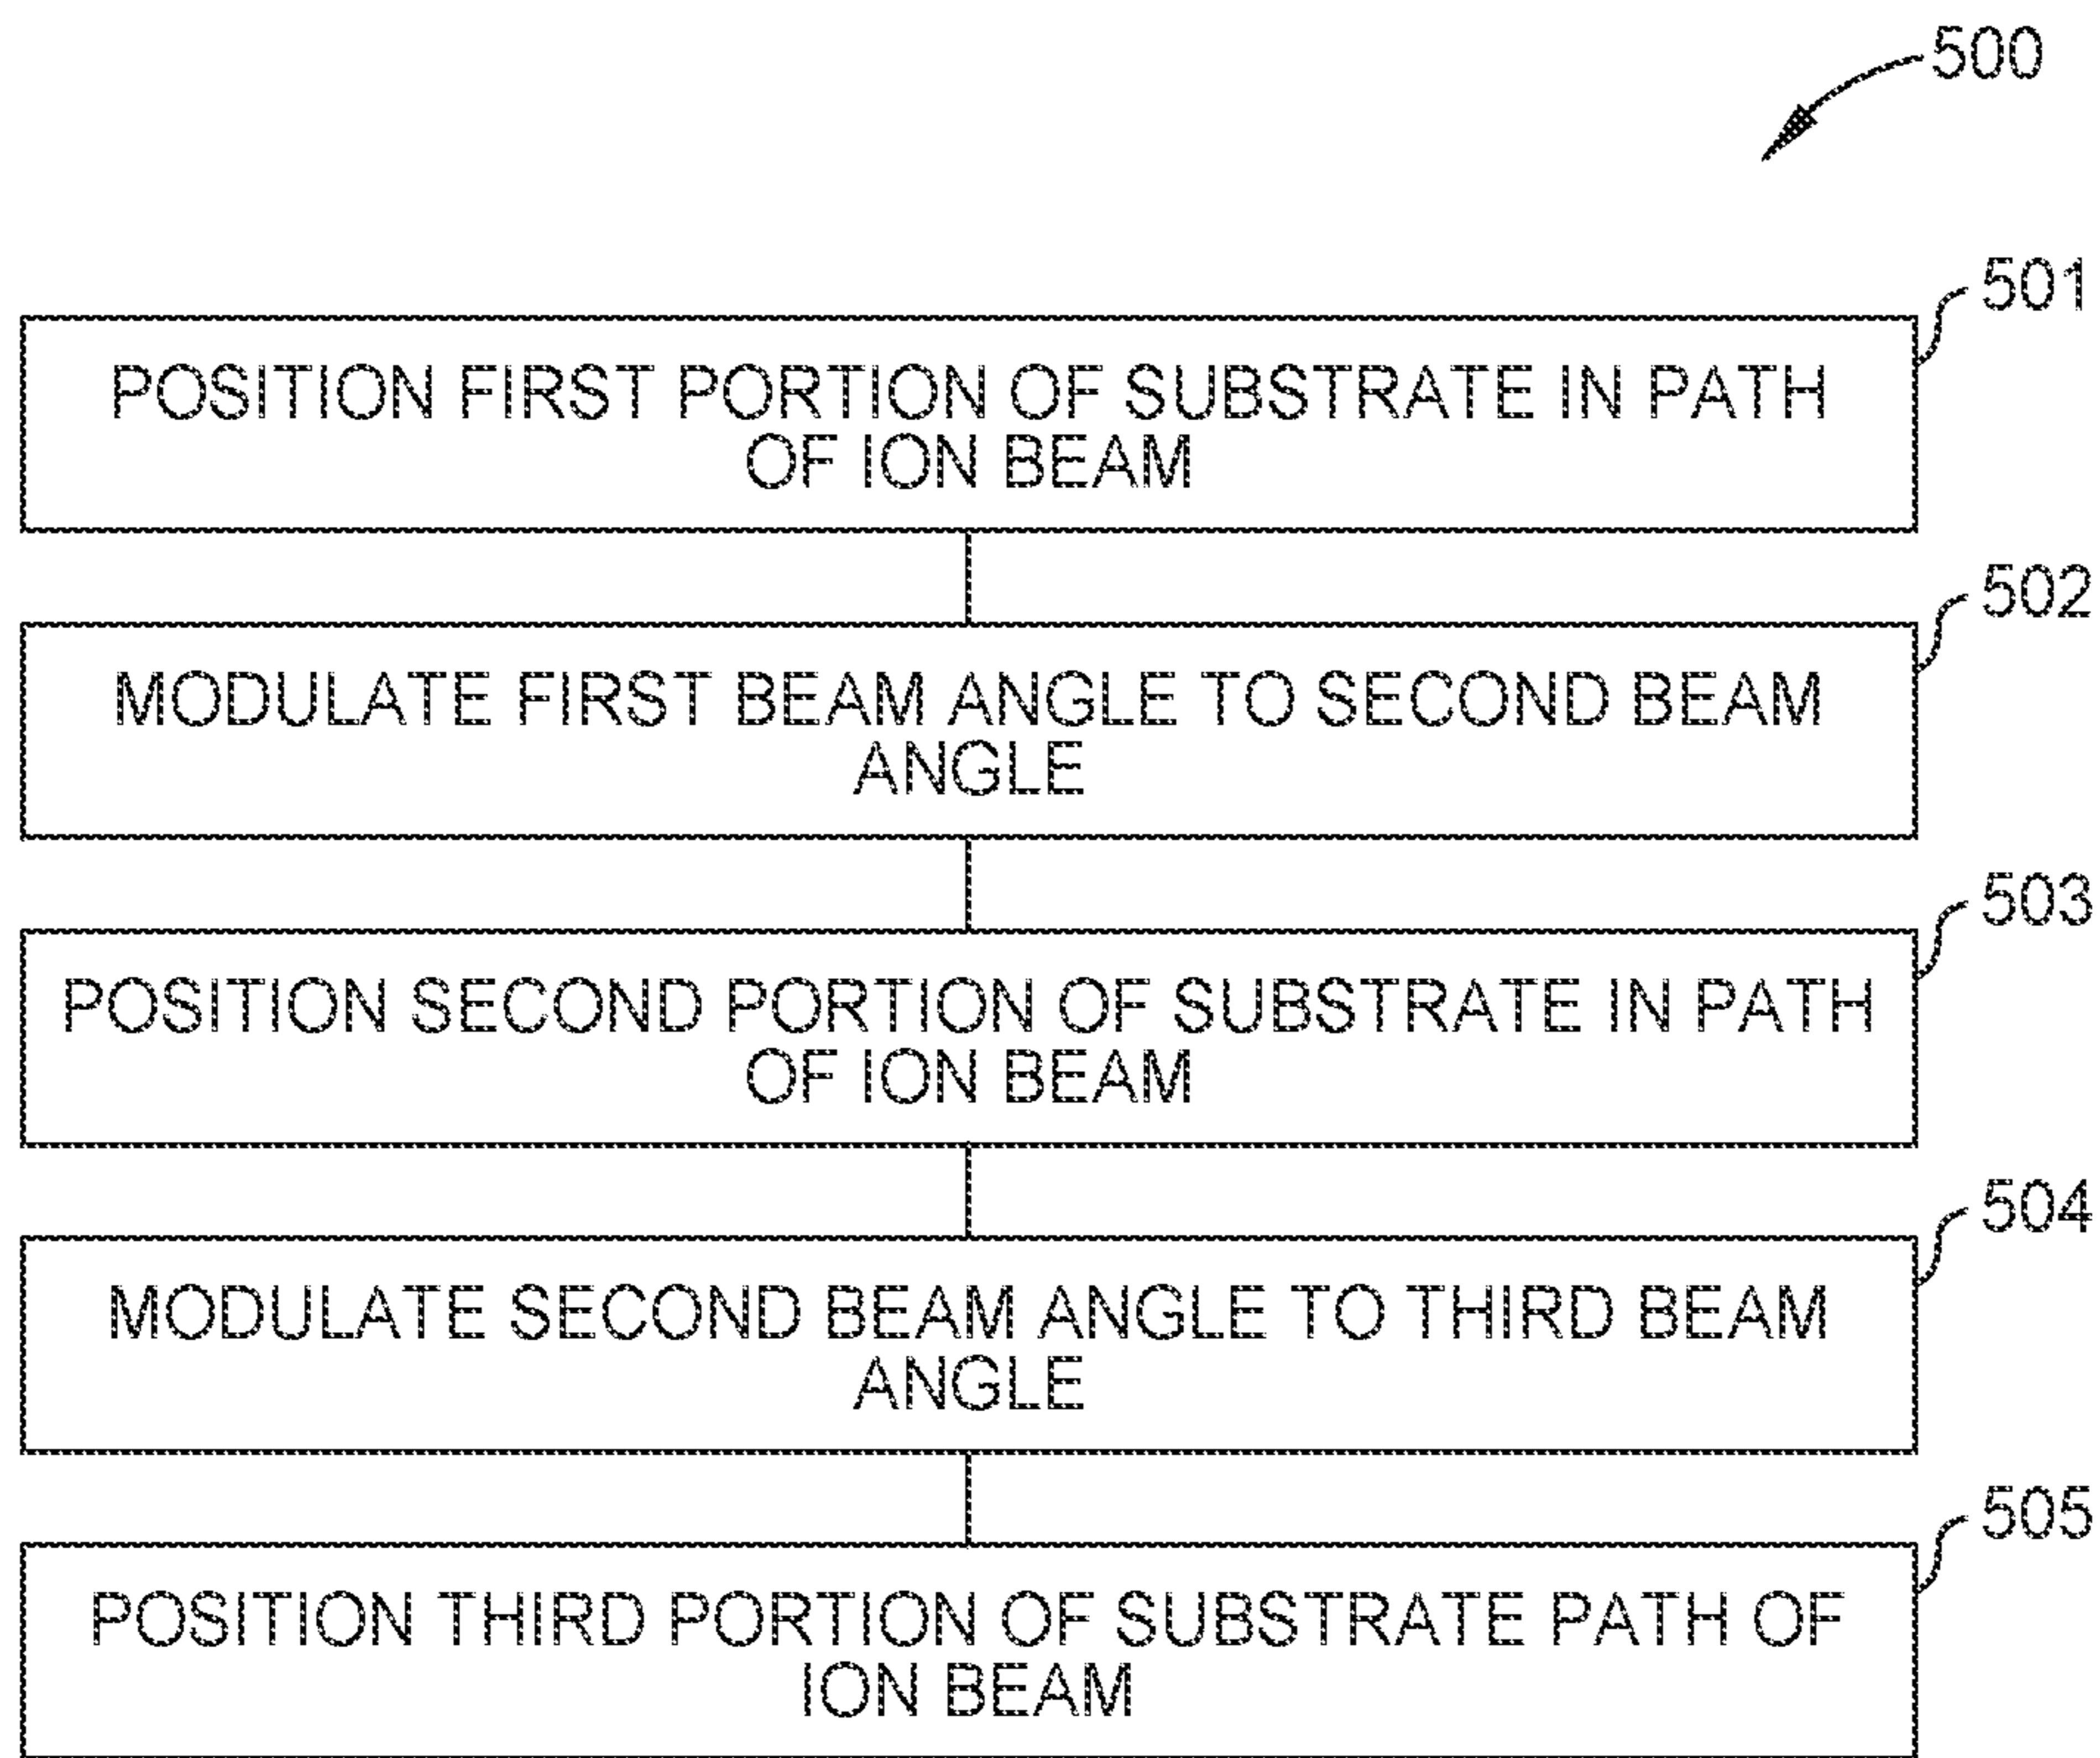 500
501
POSITION FIRST PORTION OF SUBSTRATE IN PATH
OF ION BEAM
502
MODULATE FIRST BEAM ANGLE TO SECOND BEAM
ANGLE
503
POSITION SECOND PORTION OF SUBSTRATE IN PATH
OF ION BEAM
504
MODULATE SECOND BEAM ANGLE TO THIRD BEAM
ANGLE
505
POSITION THIRD PORTION OF SUBSTRATE PATH OF
ION BEAM